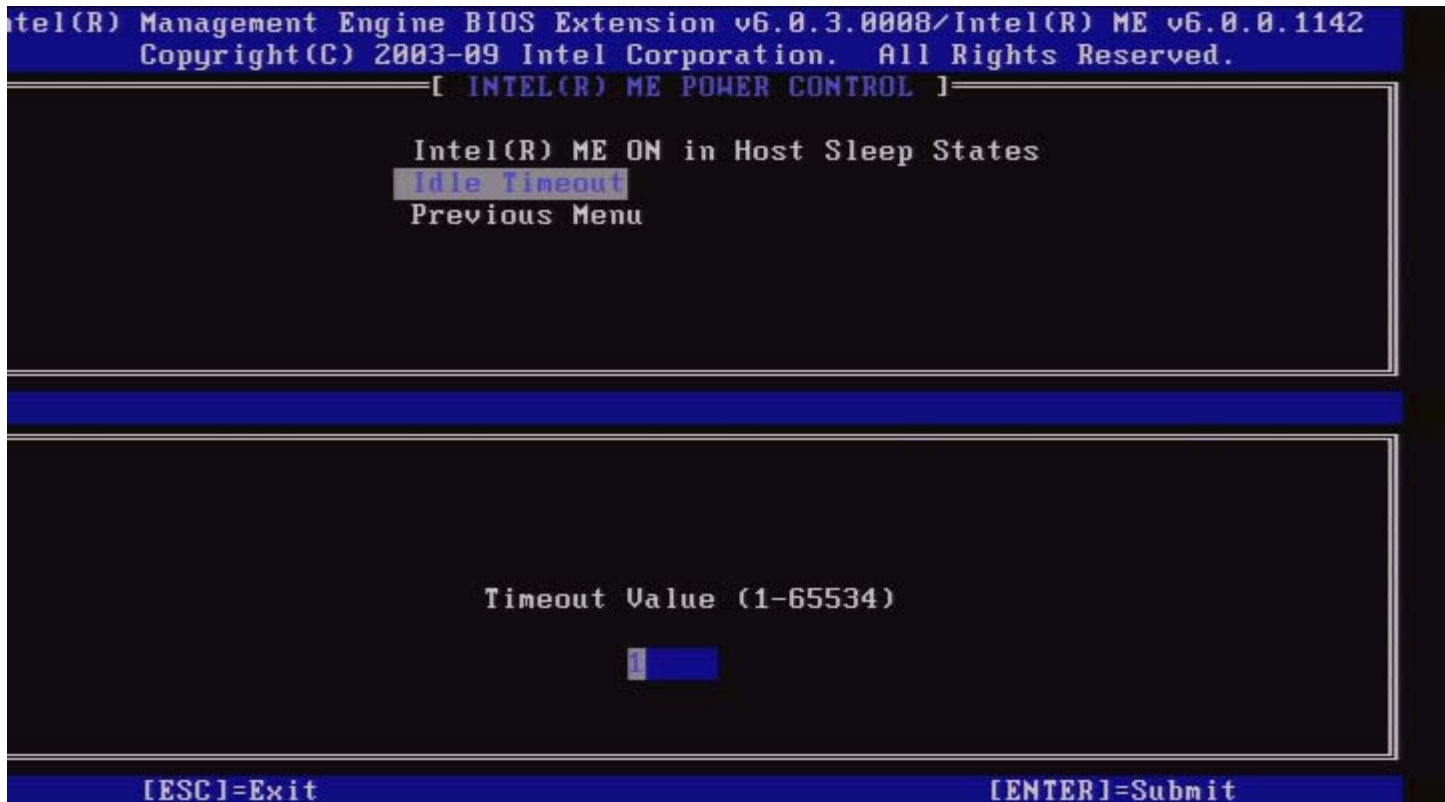 ntel(R) Management Engine BIOS Extension v6.0.3.0008/Intel(R) ME v6.0.0.1142
Copyright(C) 2003-09 Intel Corporation. All Rights Reserved.
[ INTEL(R) ME POWER CONTROL ]
Intel(R) ME ON in Host Sleep States
Idle Timeout
Previous Menu
Timeout Value (1-65534)
1
[ESC]=Exit [ENTER]=Submit